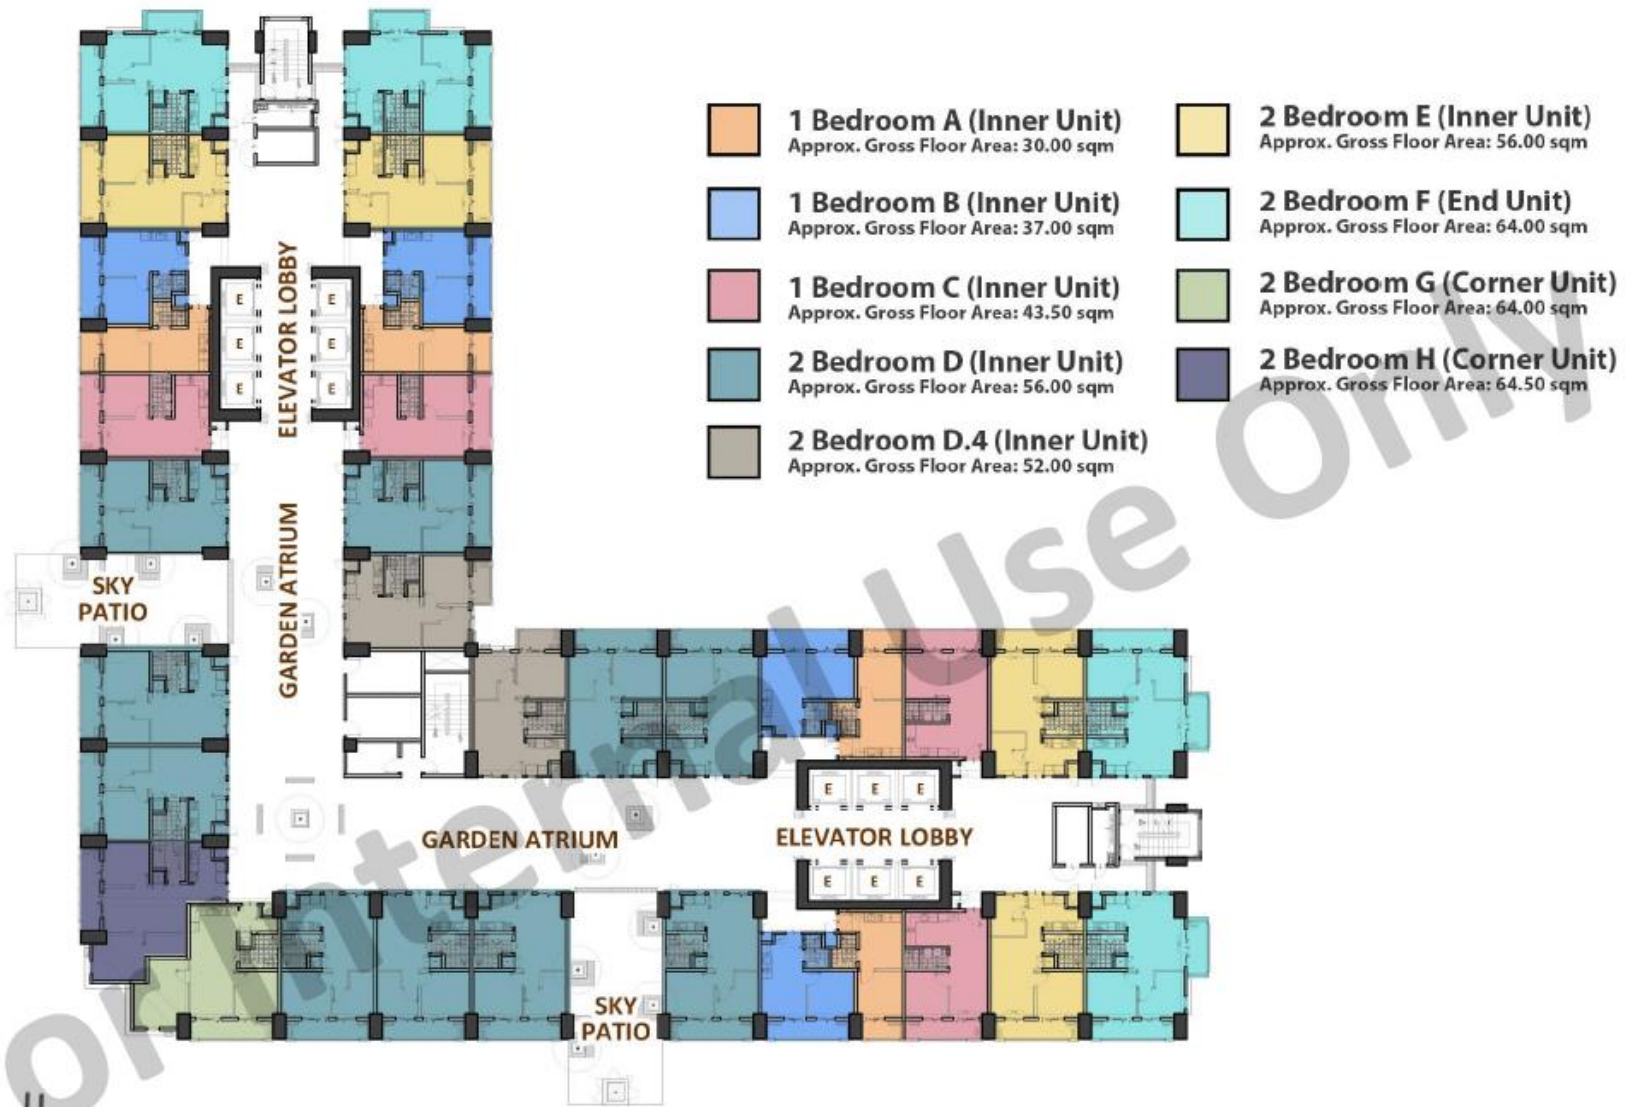 1 Bedroom A (Inner Unit)
Approx. Gross Floor Area: 30.00 sqm
1 Bedroom B (Inner Unit)
Approx. Gross Floor Area: 37.00 sqm
1 Bedroom C (Inner Unit)
Approx. Gross Floor Area: 43.50 sqm
2 Bedroom D (Inner Unit)
Approx. Gross Floor Area: 56.00 sqm
2 Bedroom D.4 (Inner Unit)
Approx. Gross Floor Area: 52.00 sqm
2 Bedroom E (Inner Unit)
Approx. Gross Floor Area: 56.00 sqm
2 Bedroom F (End Unit)
Approx. Gross Floor Area: 64.00 sqm
2 Bedroom G (Corner Unit)
Approx. Gross Floor Area: 64.00 sqm
2 Bedroom H (Corner Unit)
Approx. Gross Floor Area: 64.50 sqm
ELEVATOR LOBBY
E E
E E
E E
GARDEN ATRIUM
SKY
PATIO
GARDEN ATRIUM
E E E
ELEVATOR LOBBY
E E E
SKY
PATIO
or Internal Use Only